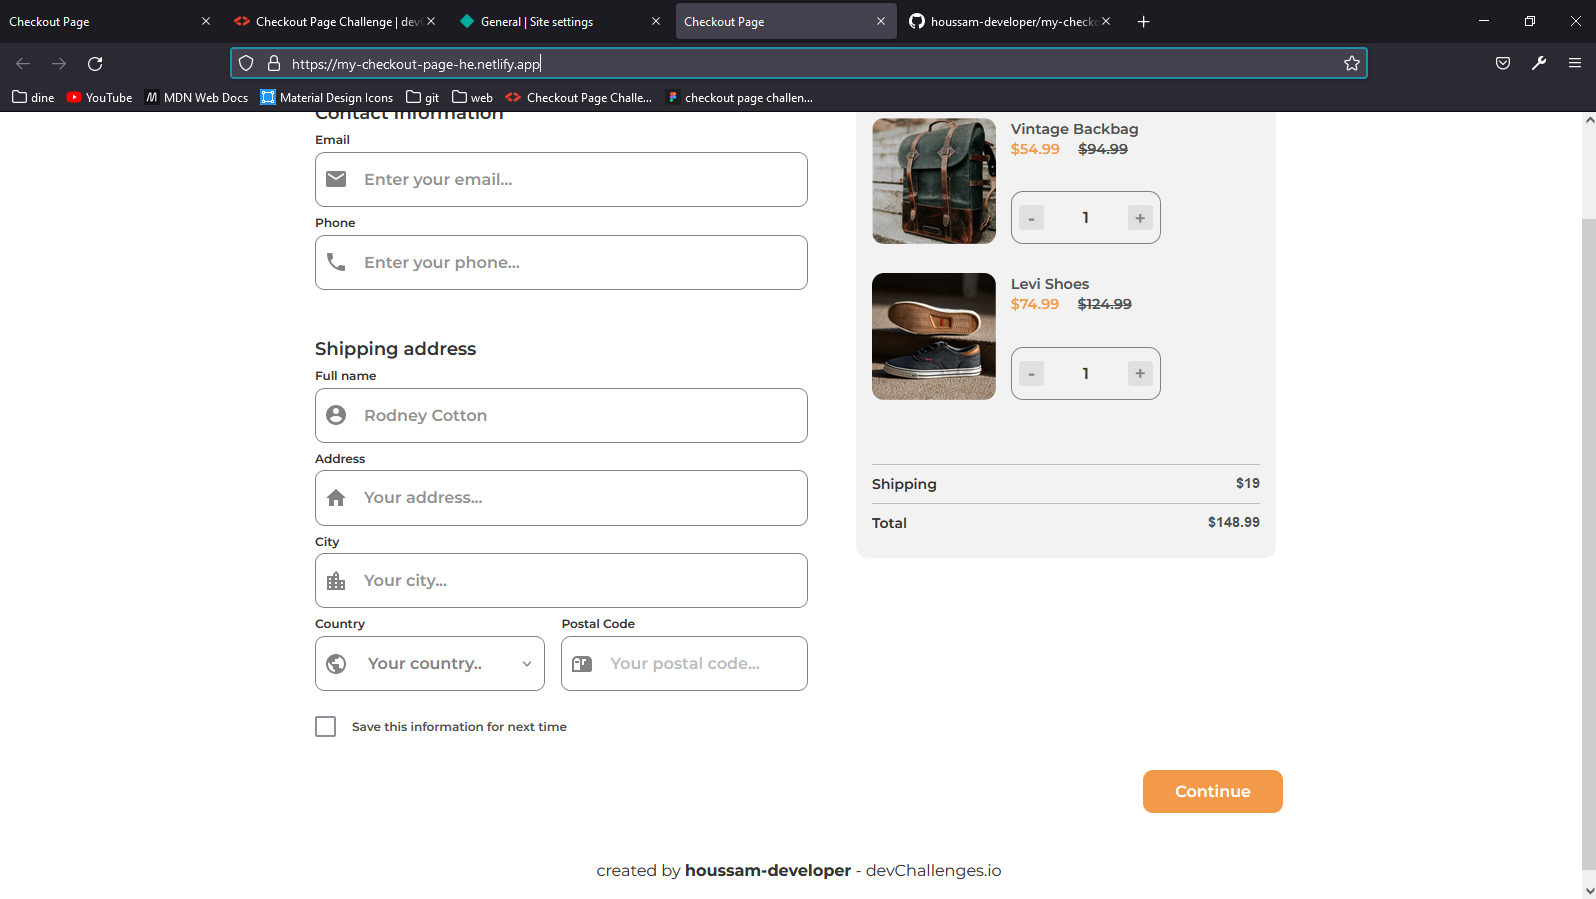 Checkout Page
Checkout Page Challenge | dev
General | Site settings
Checkout Page
houssam-developer/my-check
https://my-checkout-page-he.netlify.app
dine
YouTube
MDN Web Docs
Material Design Icons
git
web
Checkout Page Challe...
checkout page challen...
Contact information
Email
Enter your email...
Phone
Enter your phone...
Shipping address
Full name
Rodney Cotton
Address
Your address...
City
Your city...
Country
Postal Code
Your country..
Your postal code...
Save this information for next time
Vintage Backbag
$54.99 $94.99
- 1 +
Levi Shoes
$74.99 $124.99
- 1 +
Shipping $19
Total $148.99
Continue
created by houssam-developer - devChallenges.io